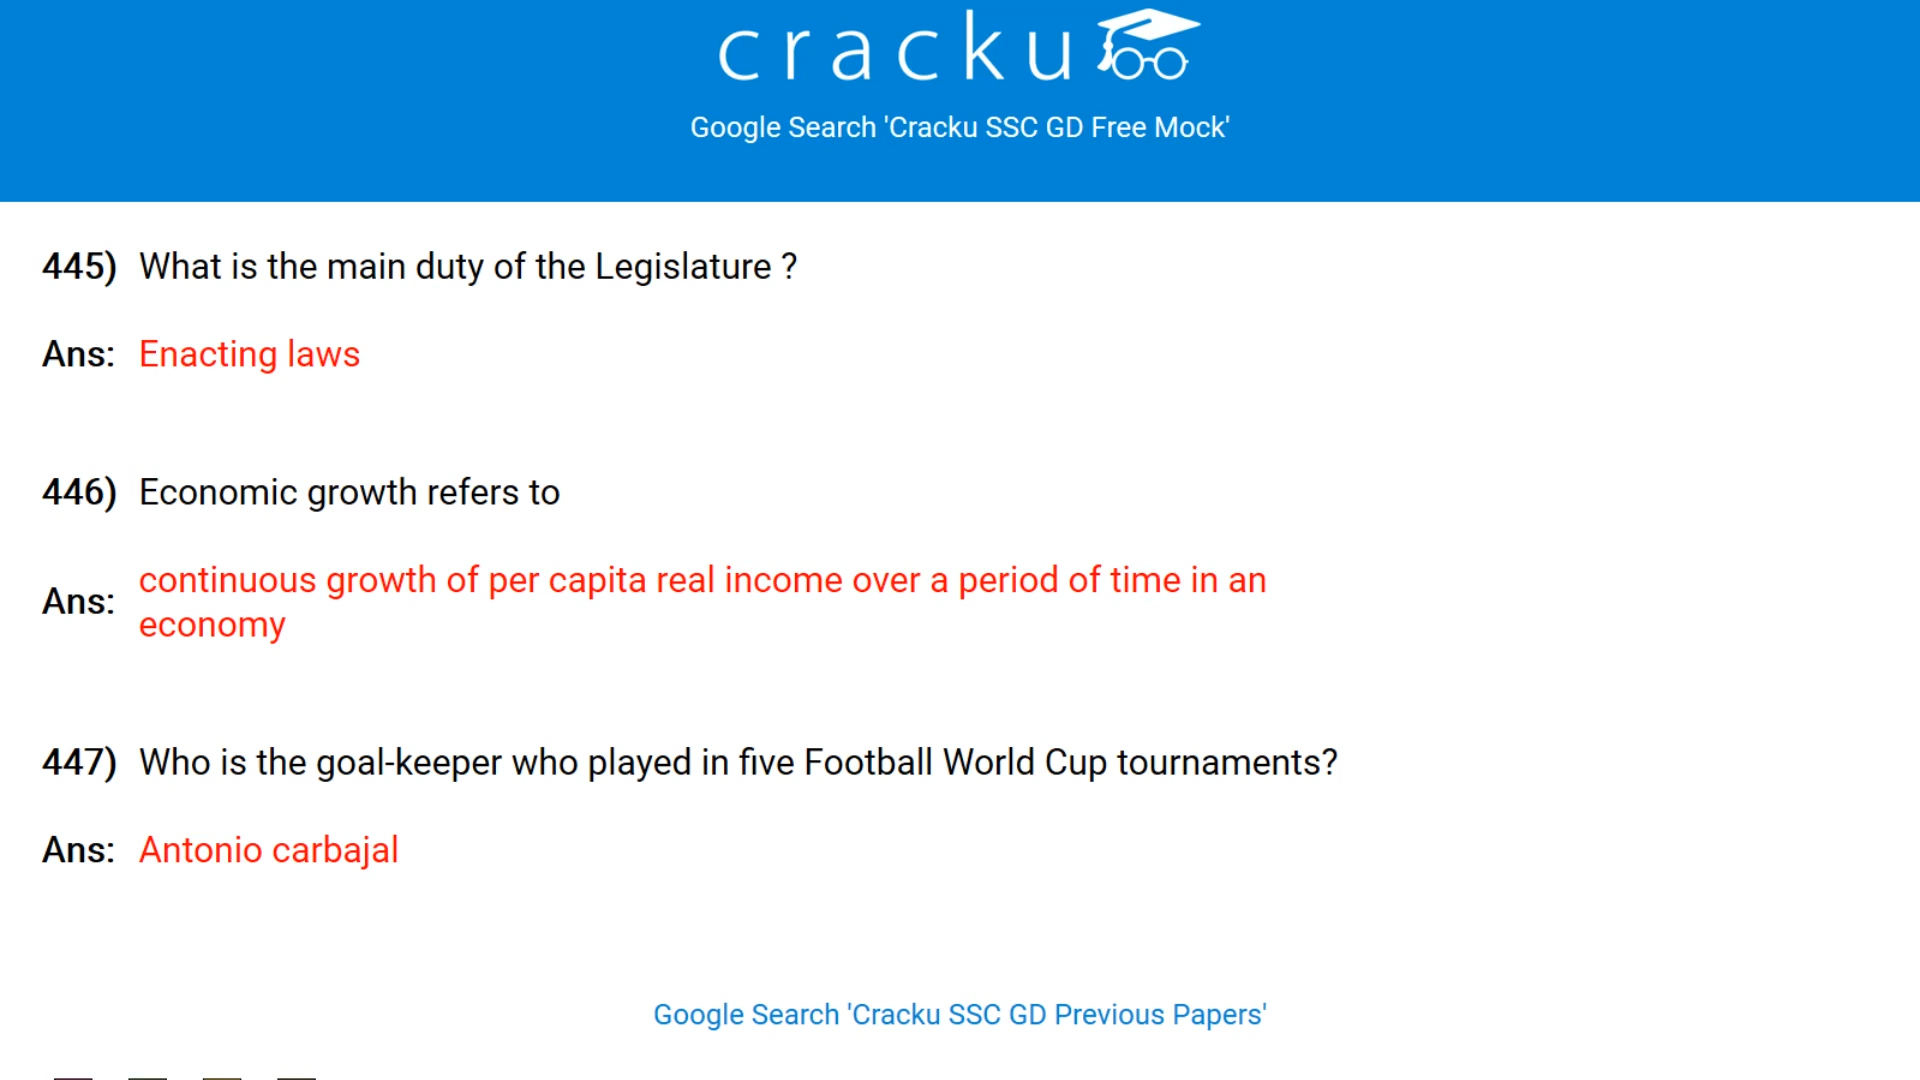 cracku
Google Search 'Cracku SSC GD Free Mock'
445) What is the main duty of the Legislature ?
Ans: Enacting laws
446) Economic growth refers to
Ans: continuous growth of per capita real income over a period of time in an
economy
447) Who is the goal-keeper who played in five Football World Cup tournaments?
Ans: Antonio carbajal
Google Search 'Cracku SSC GD Previous Papers'